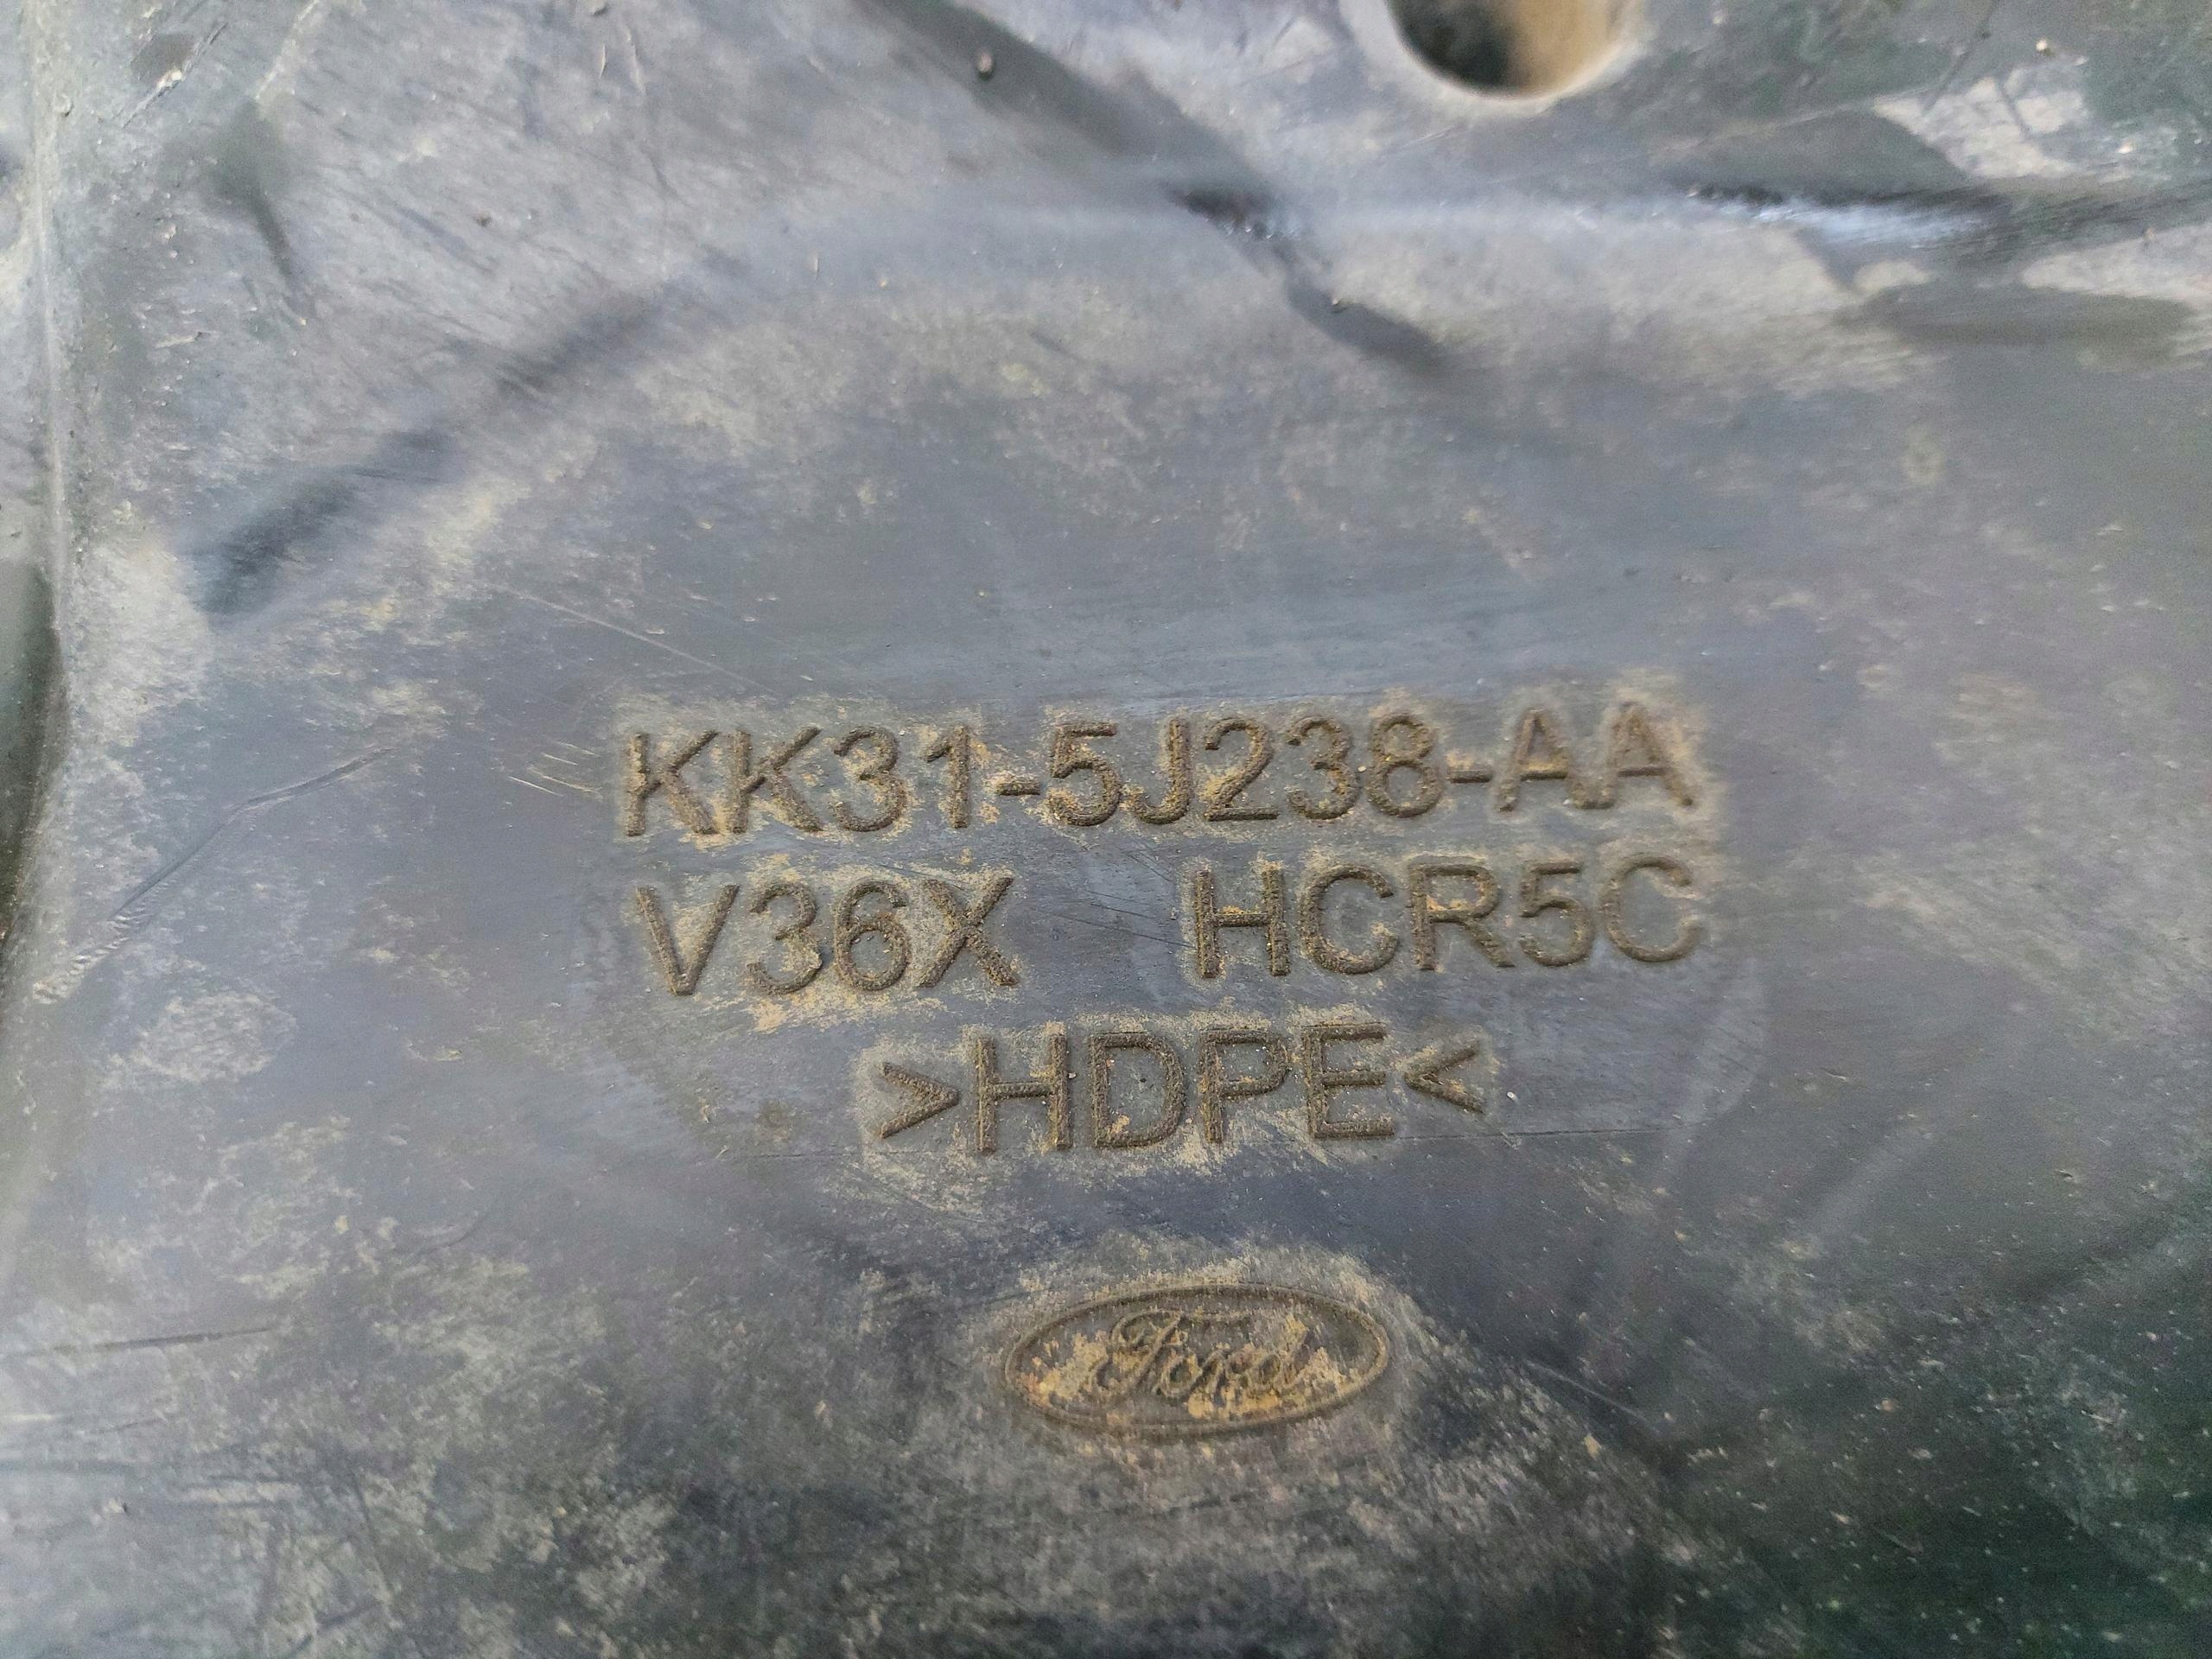 KK31-5J238-AA
V36X HCR5C
>HDPE<
Ford